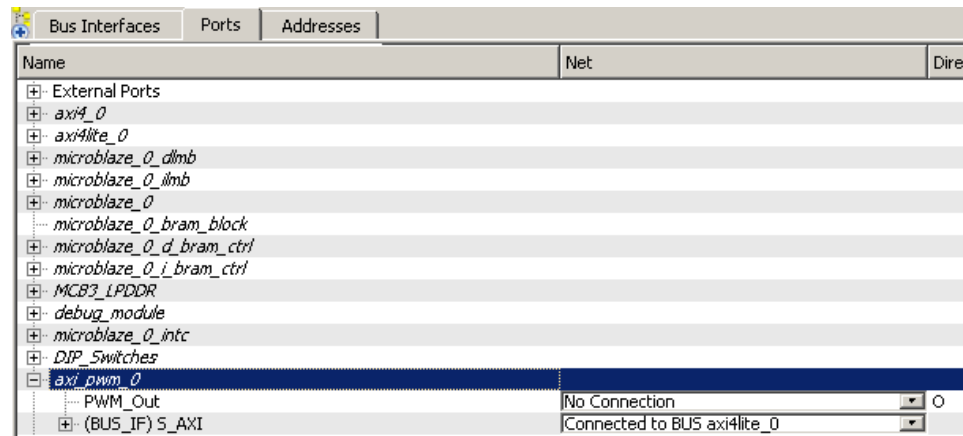 Bus Interfaces Ports Addresses
Name Net Dire
External Ports
axi4_0
axi4lite_0
microblaze_0_dlmb
microblaze_0_ilmb
microblaze_0
microblaze_0_bram_block
microblaze_0_d_bram_ctrl
microblaze_0_i_bram_ctrl
MCB3_LPDDR
debug_module
microblaze_0_intc
DIP_Switches
axi_pwm_0
PWM_Out No Connection O
(BUS_IF) S_AXI Connected to BUS axi4lite_0